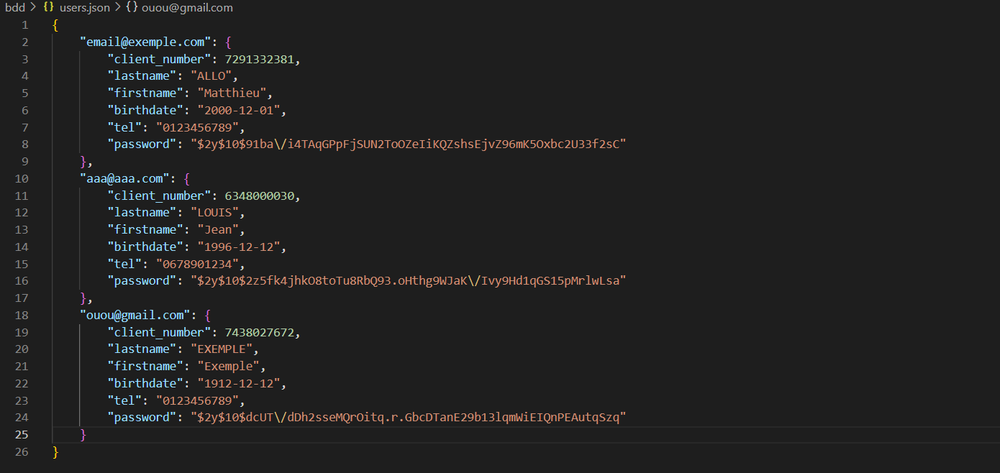 bdd > {} users.json > {} ouou@gmail.com
1 {
2 "email@exemple.com": {
3 "client_number": 7291332381,
4 "lastname": "ALLO",
5 "firstname": "Matthieu",
6 "birthdate": "2000-12-01",
7 "tel": "0123456789",
8 "password": "$2y$10$91ba\/i4TAqGPpFjSUN2ToOZeIiKQZshsEjvZ96mK5Oxbc2U33f2sC"
9 },
10 "aaa@aaa.com": {
11 "client_number": 6348000030,
12 "lastname": "LOUIS",
13 "firstname": "Jean",
14 "birthdate": "1996-12-12",
15 "tel": "0678901234",
16 "password": "$2y$10$2z5fk4jhkO8toTu8RbQ93.oHthg9WJaK\/Ivy9Hd1qGS15pMrlwLsa"
17 },
18 "ouou@gmail.com": {
19 "client_number": 7438027672,
20 "lastname": "EXEMPLE",
21 "firstname": "Exemple",
22 "birthdate": "1912-12-12",
23 "tel": "0123456789",
24 "password": "$2y$10$dcUT\/dDh2sseMQrOitq.r.GbcDTanE29b13lqmWiEIQnPEAutqSzq"
25 }
26 }